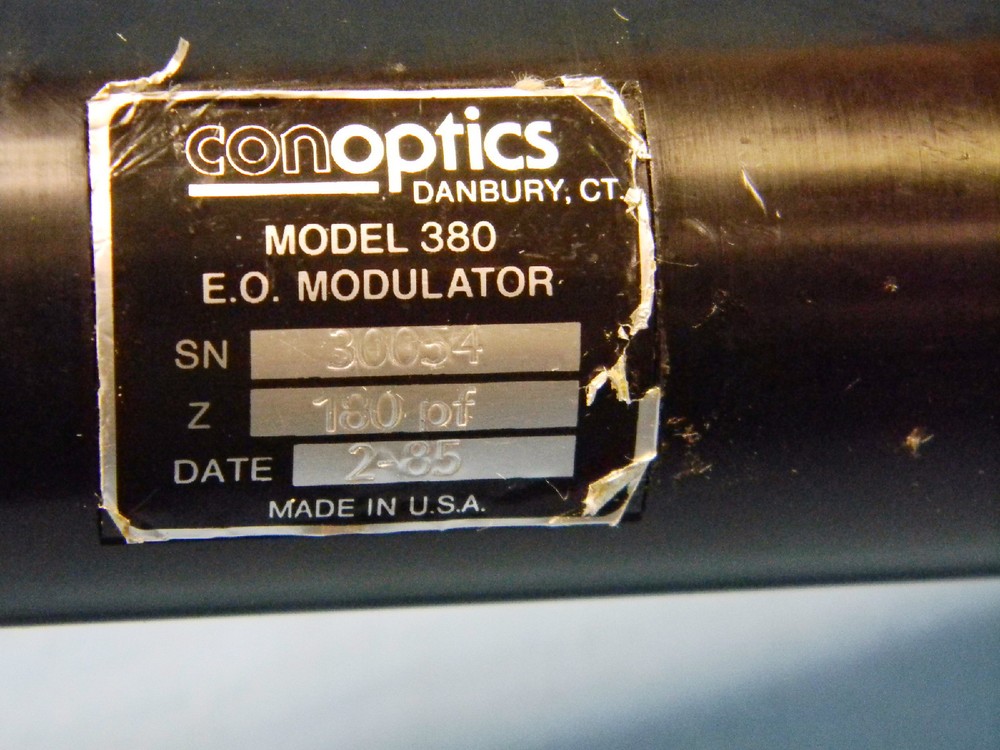 conoptics
DANBURY, CT.
MODEL 380
E.O. MODULATOR
SN 30054
Z 180 pf
DATE 2-85
MADE IN U.S.A.